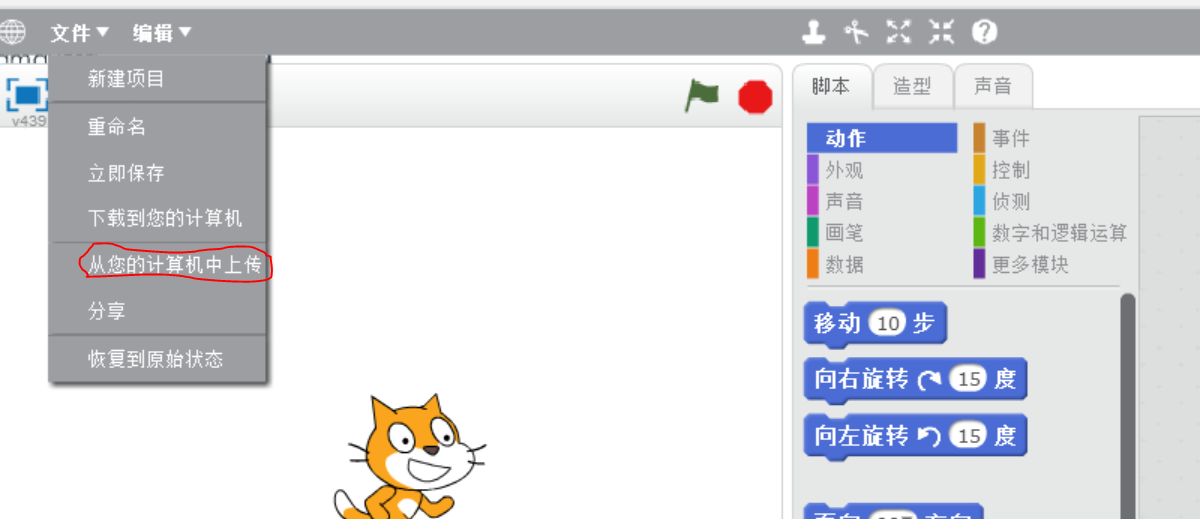 文件 编辑
新建项目
重命名
立即保存
下载到您的计算机
从您的计算机中上传
分享
恢复到原始状态
v439
脚本 造型 声音
动作 事件
外观 控制
声音 侦测
画笔 数字和逻辑运算
数据 更多模块
移动 10 步
向右旋转 15 度
向左旋转 15 度